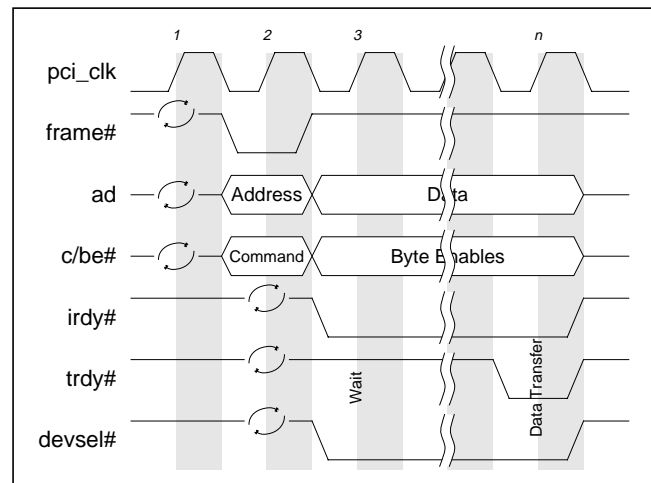 1 2 3 n
pci_clk
frame#
ad Address Data
c/be# Command Byte Enables
irdy#
trdy# Wait Data Transfer
devsel#